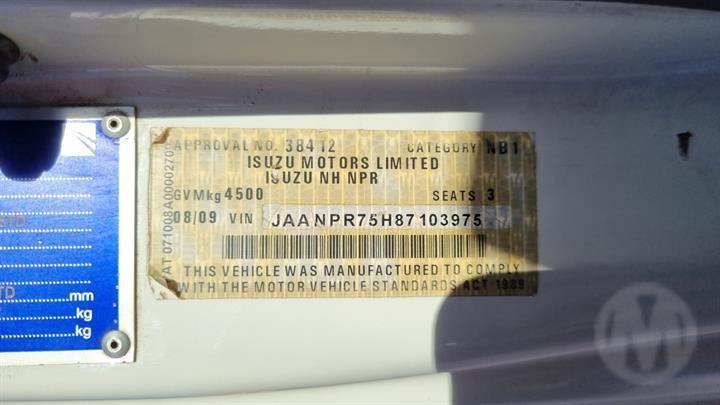 APPROVAL NO. 38412 CATEGORY NB1
ISUZU MOTORS LIMITED
ISUZU NH NPR
GVMkg 4500 SEATS 3
08/09 VIN JAANPR75H87103975
THIS VEHICLE WAS MANUFACTURED TO COMPLY
WITH THE MOTOR VEHICLE STANDARDS ACT 1989
mm
kg
kg
M